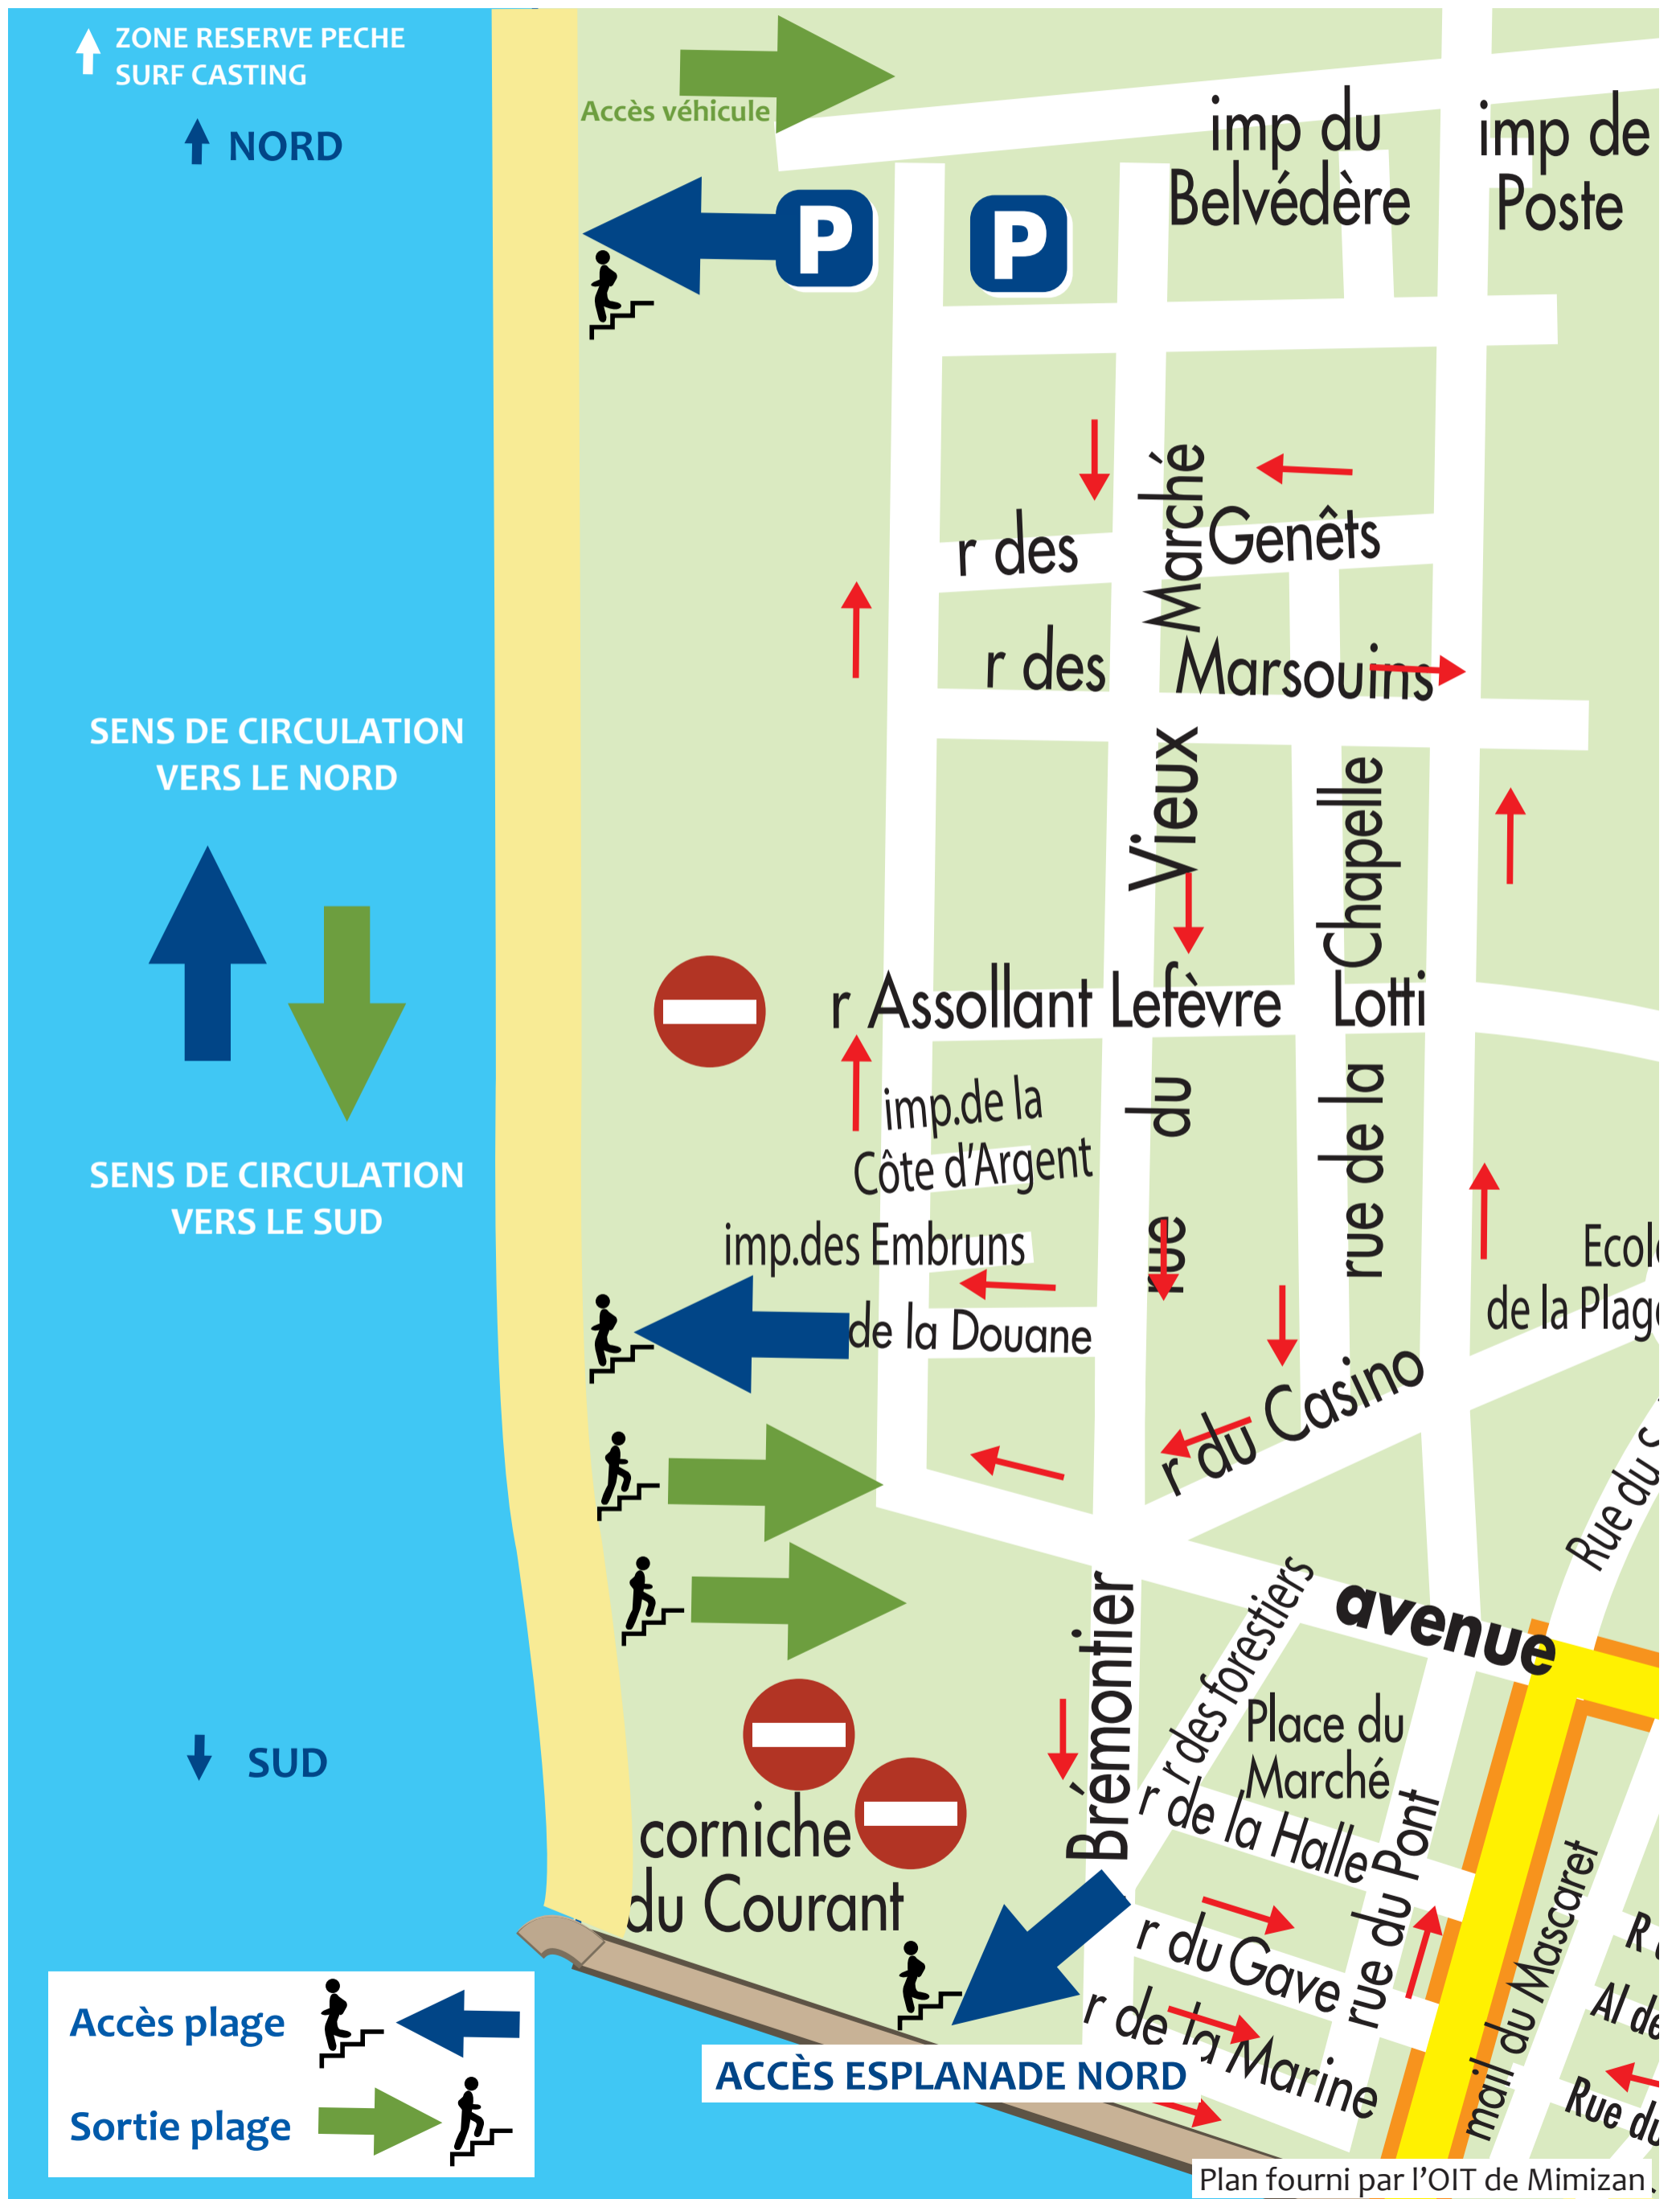 ZONE RESERVE PECHE
SURF CASTING
NORD
Accès véhicule
P
P
imp du
Belvédère
imp de
Poste
r des Genêts
r des Marsouins
SENS DE CIRCULATION
VERS LE NORD
SENS DE CIRCULATION
VERS LE SUD
rue du Vieux Marché
rue de la Chapelle
r Assollant Lefèvre Lotti
imp.de la
Côte d'Argent
imp.des Embruns
de la Douane
Ecole
de la Plage
r du Casino
Rue du
avenue
Brémontier
r des forestiers
Place du
Marché
r de la Halle
rue du Pont
SUD
corniche
du Courant
r du Gave
r de la Marine
mail du Mascaret
Al de
Rue du
ACCÈS ESPLANADE NORD
Accès plage
Sortie plage
Plan fourni par l'OIT de Mimizan